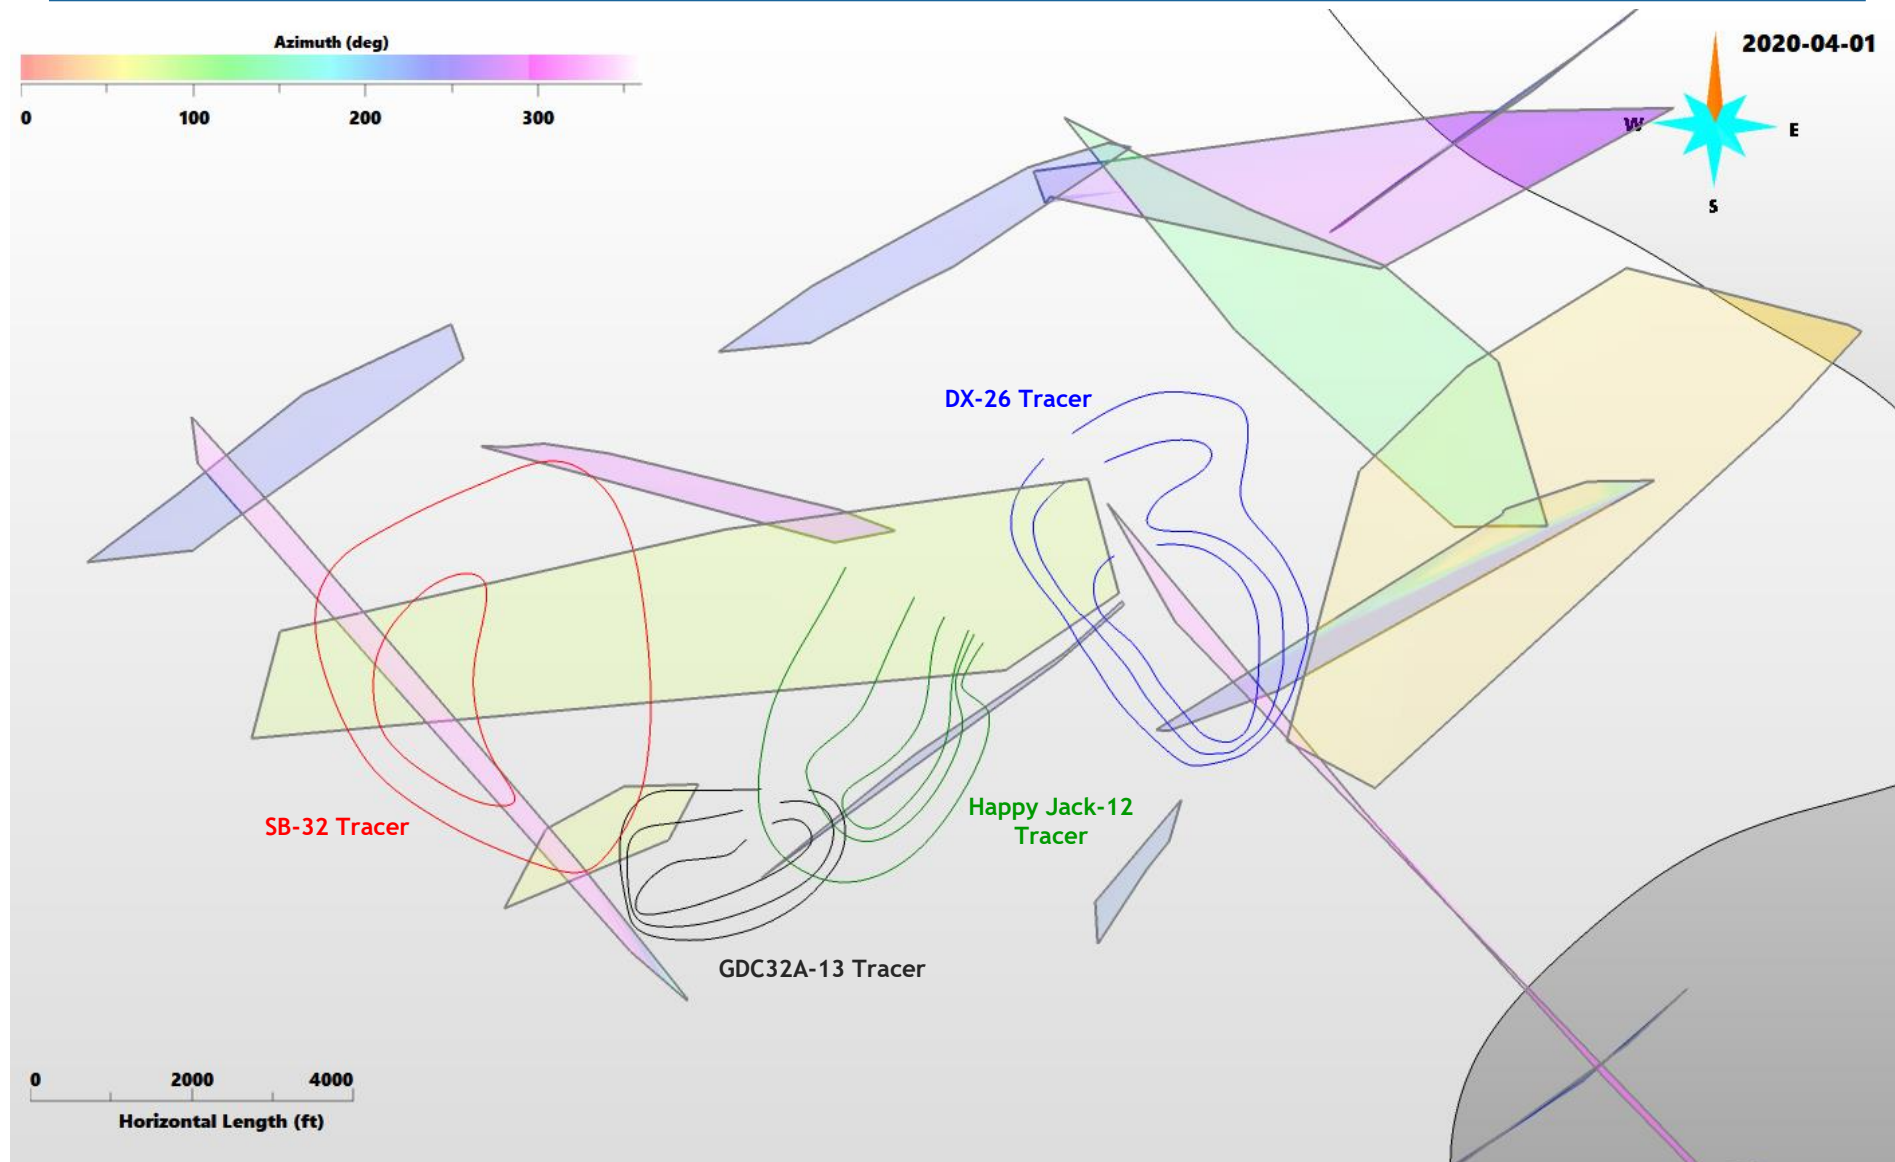 Azimuth (deg)
0 100 200 300
2020-04-01
W E
S
DX-26 Tracer
SB-32 Tracer
Happy Jack-12
Tracer
GDC32A-13 Tracer
0 2000 4000
Horizontal Length (ft)